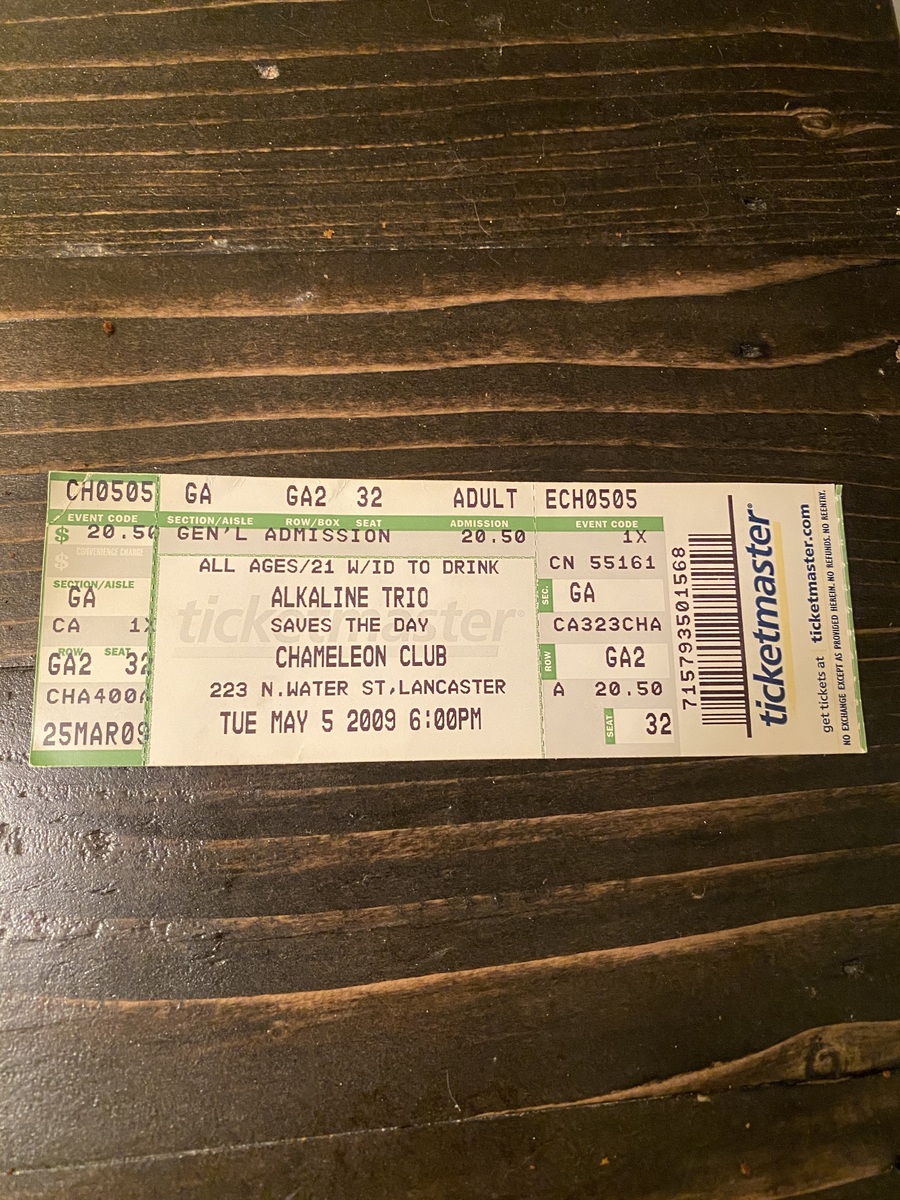 CH0505 GA GA2 32 ADULT ECH0505
EVENT CODE SECTION/AISLE ROW/BOX SEAT ADMISSION EVENT CODE
$ 20.50 GEN'L ADMISSION 20.50 1X
$ CONVENIENCE CHARGE
ALL AGES/21 W/ID TO DRINK CN 55161
SECTION/AISLE
GA ALKALINE TRIO SEC. GA
CA 1X SAVES THE DAY CA323CHA
ticketmaster®
ROW SEAT
GA2 32 CHAMELEON CLUB ROW GA2
CHA400A 223 N.WATER ST,LANCASTER A 20.50
25MAR09 TUE MAY 5 2009 6:00PM SEAT 32
715793501568
ticketmaster®
get tickets at ticketmaster.com
NO EXCHANGE EXCEPT AS PROVIDED HEREIN. NO REFUNDS. NO REENTRY.